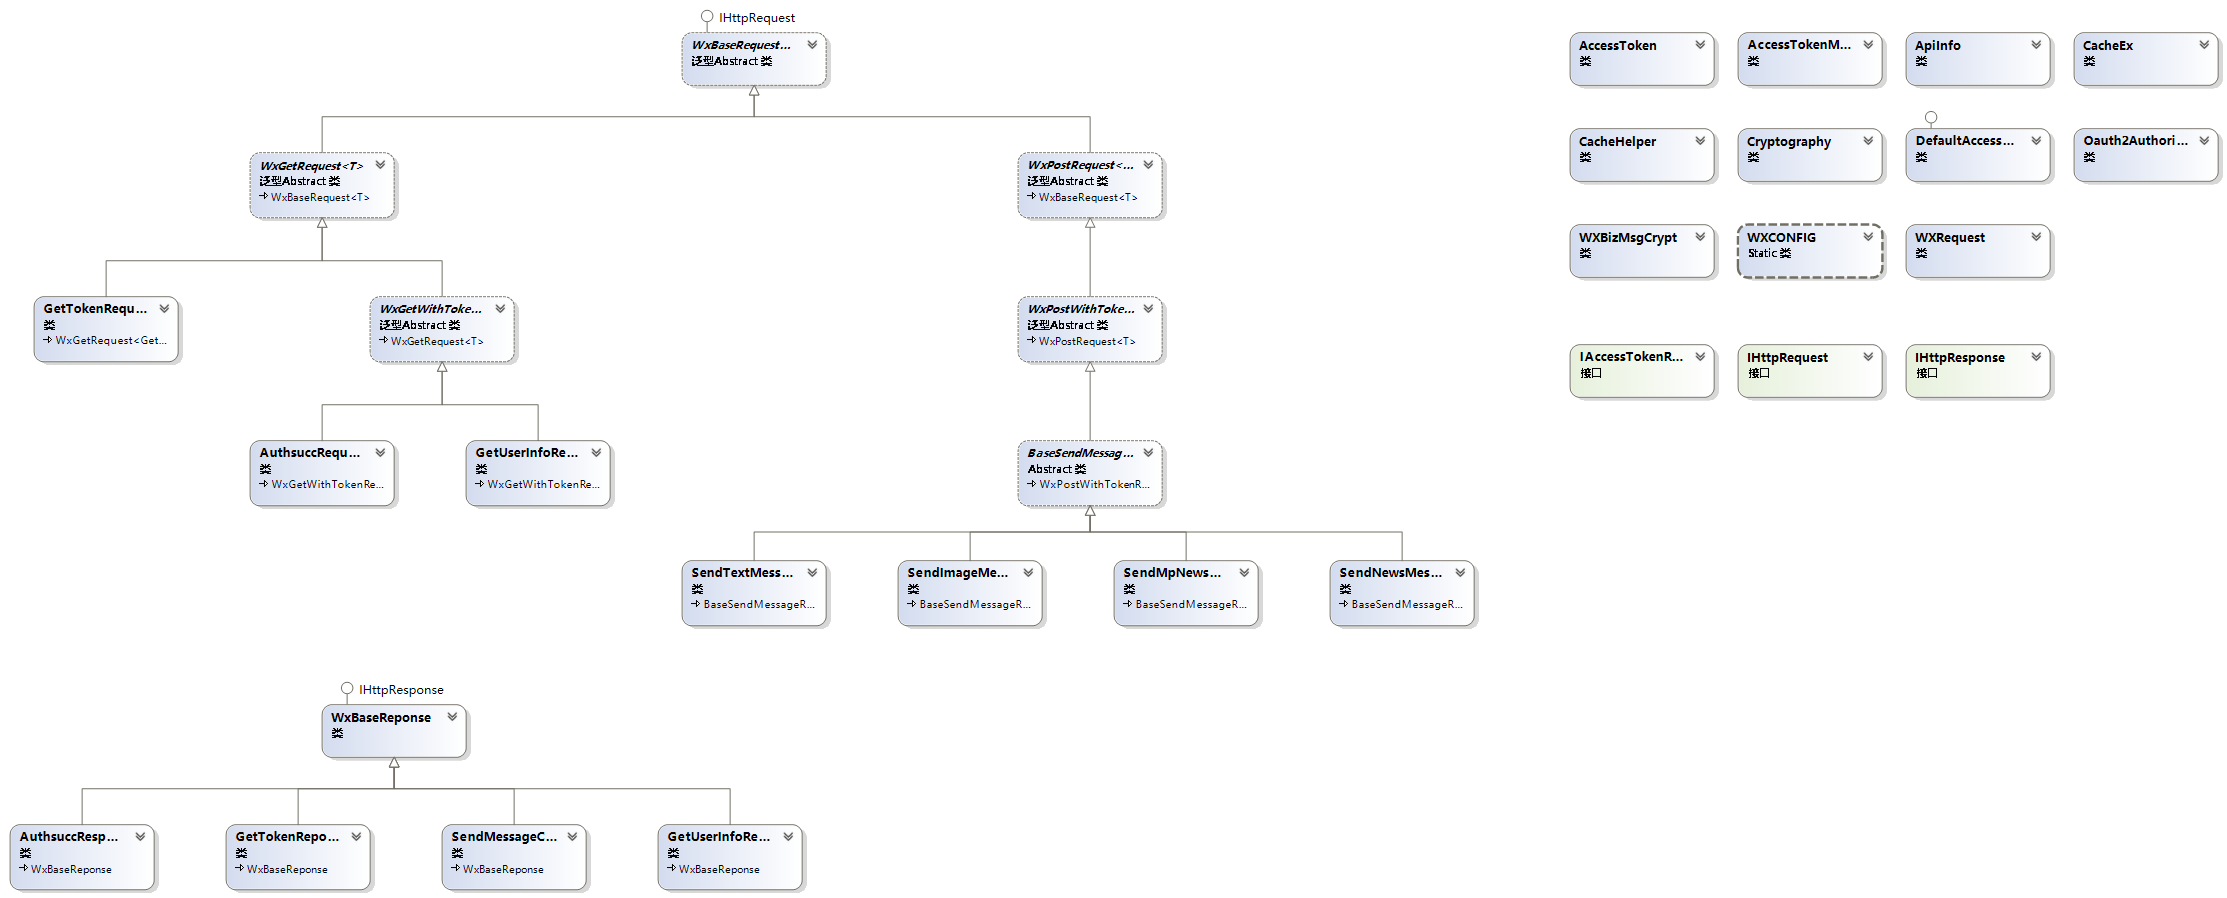 IHttpRequest
WxBaseRequest...
泛型Abstract 类
WxGetRequest<T>
泛型Abstract 类
WxBaseRequest<T>
WxPostRequest<...
泛型Abstract 类
WxBaseRequest<T>
GetTokenRequ...
类
WxGetRequest<Get...
WxGetWithToke...
泛型Abstract 类
WxGetRequest<T>
WxPostWithToke...
泛型Abstract 类
WxPostRequest<T>
AuthsuccRequ...
类
WxGetWithTokenRe...
GetUserInfoRe...
类
WxGetWithTokenRe...
BaseSendMessag...
Abstract 类
WxPostWithTokenR...
SendTextMess...
类
BaseSendMessageR...
SendImageMe...
类
BaseSendMessageR...
SendMpNews...
类
BaseSendMessageR...
SendNewsMes...
类
BaseSendMessageR...
IHttpResponse
WxBaseReponse
类
AuthsuccResp...
类
WxBaseReponse
GetTokenRepo...
类
WxBaseReponse
SendMessageC...
类
WxBaseReponse
GetUserInfoRe...
类
WxBaseReponse
AccessToken
类
AccessTokenM...
类
ApiInfo
类
CacheEx
类
CacheHelper
类
Cryptography
类
DefaultAccess...
类
Oauth2Authori...
类
WXBizMsgCrypt
类
WXCONFIG
Static 类
WXRequest
类
IAccessTokenR...
接口
IHttpRequest
接口
IHttpResponse
接口